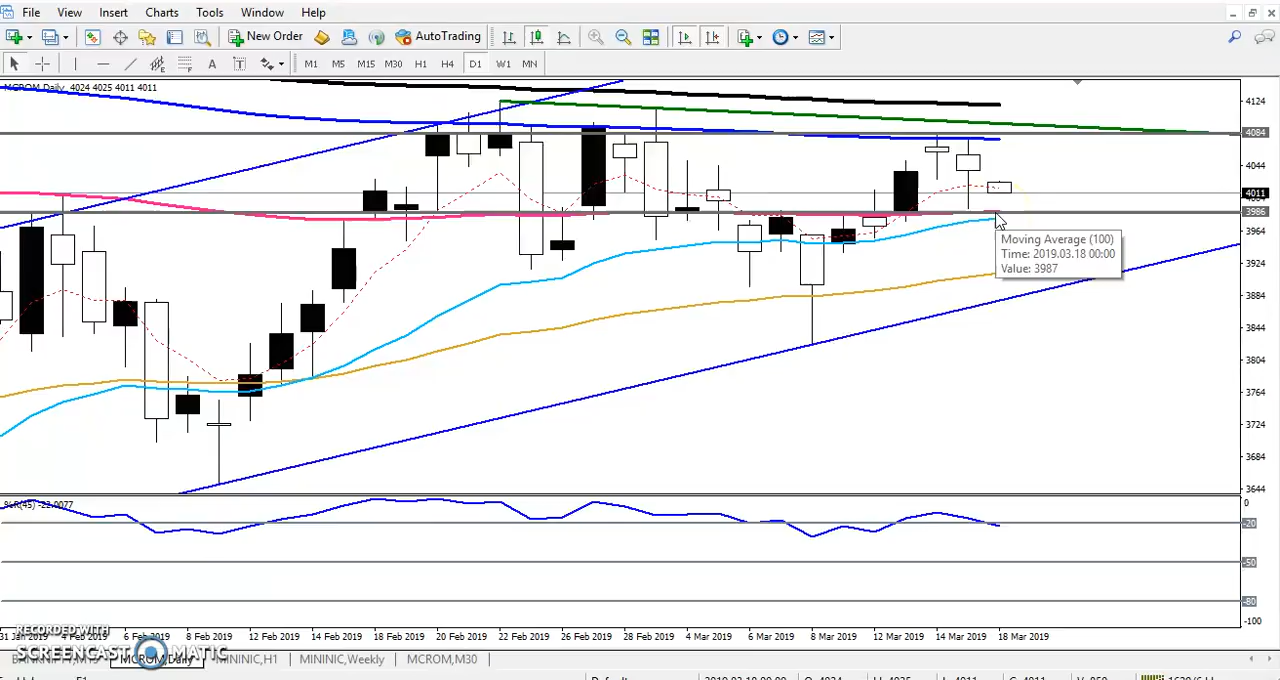 File View Insert Charts Tools Window Help
New Order AutoTrading
A T M1 M5 M15 M30 H1 H4 D1 W1 MN
MCROM,Daily 4024 4025 4011 4011
4124
4084
4044
4011
3986
3964
3924
3884
3844
3804
3764
3724
3684
3644
Moving Average (100)
Time: 2019.03.18 00:00
Value: 3987
%R(45) -22.0077
0
-20
-50
-80
-100
31 Jan 2019 4 Feb 2019 6 Feb 2019 8 Feb 2019 12 Feb 2019 14 Feb 2019 18 Feb 2019 20 Feb 2019 22 Feb 2019 26 Feb 2019 28 Feb 2019 4 Mar 2019 6 Mar 2019 8 Mar 2019 12 Mar 2019 14 Mar 2019 18 Mar 2019
RECORDED WITH
SCREENCAST MATIC
MCROM,Daily MININIC,H1 MININIC,Weekly MCROM,M30